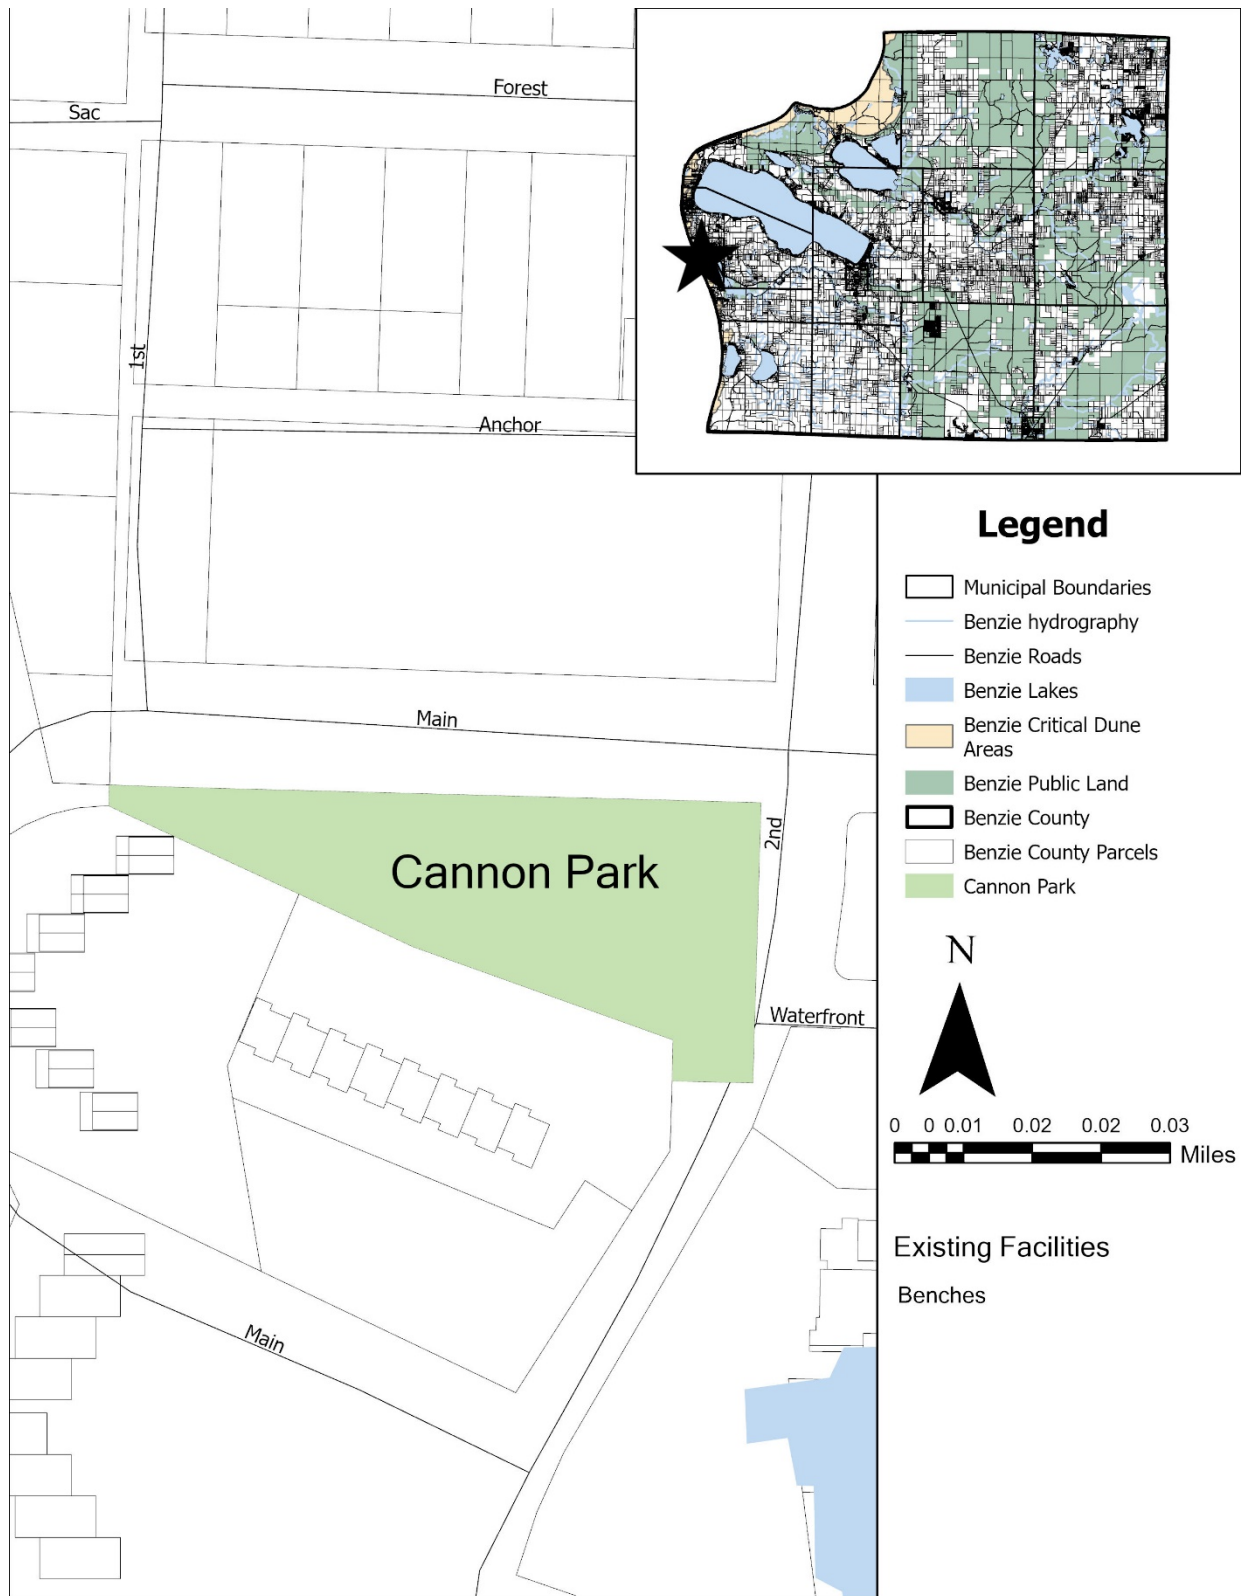 Forest
Sac
1st
Anchor
Main
2nd
Cannon Park
Waterfront
Main
Legend
Municipal Boundaries
Benzie hydrography
Benzie Roads
Benzie Lakes
Benzie Critical Dune
Areas
Benzie Public Land
Benzie County
Benzie County Parcels
Cannon Park
N
0 0 0.01 0.02 0.02 0.03
Miles
Existing Facilities
Benches